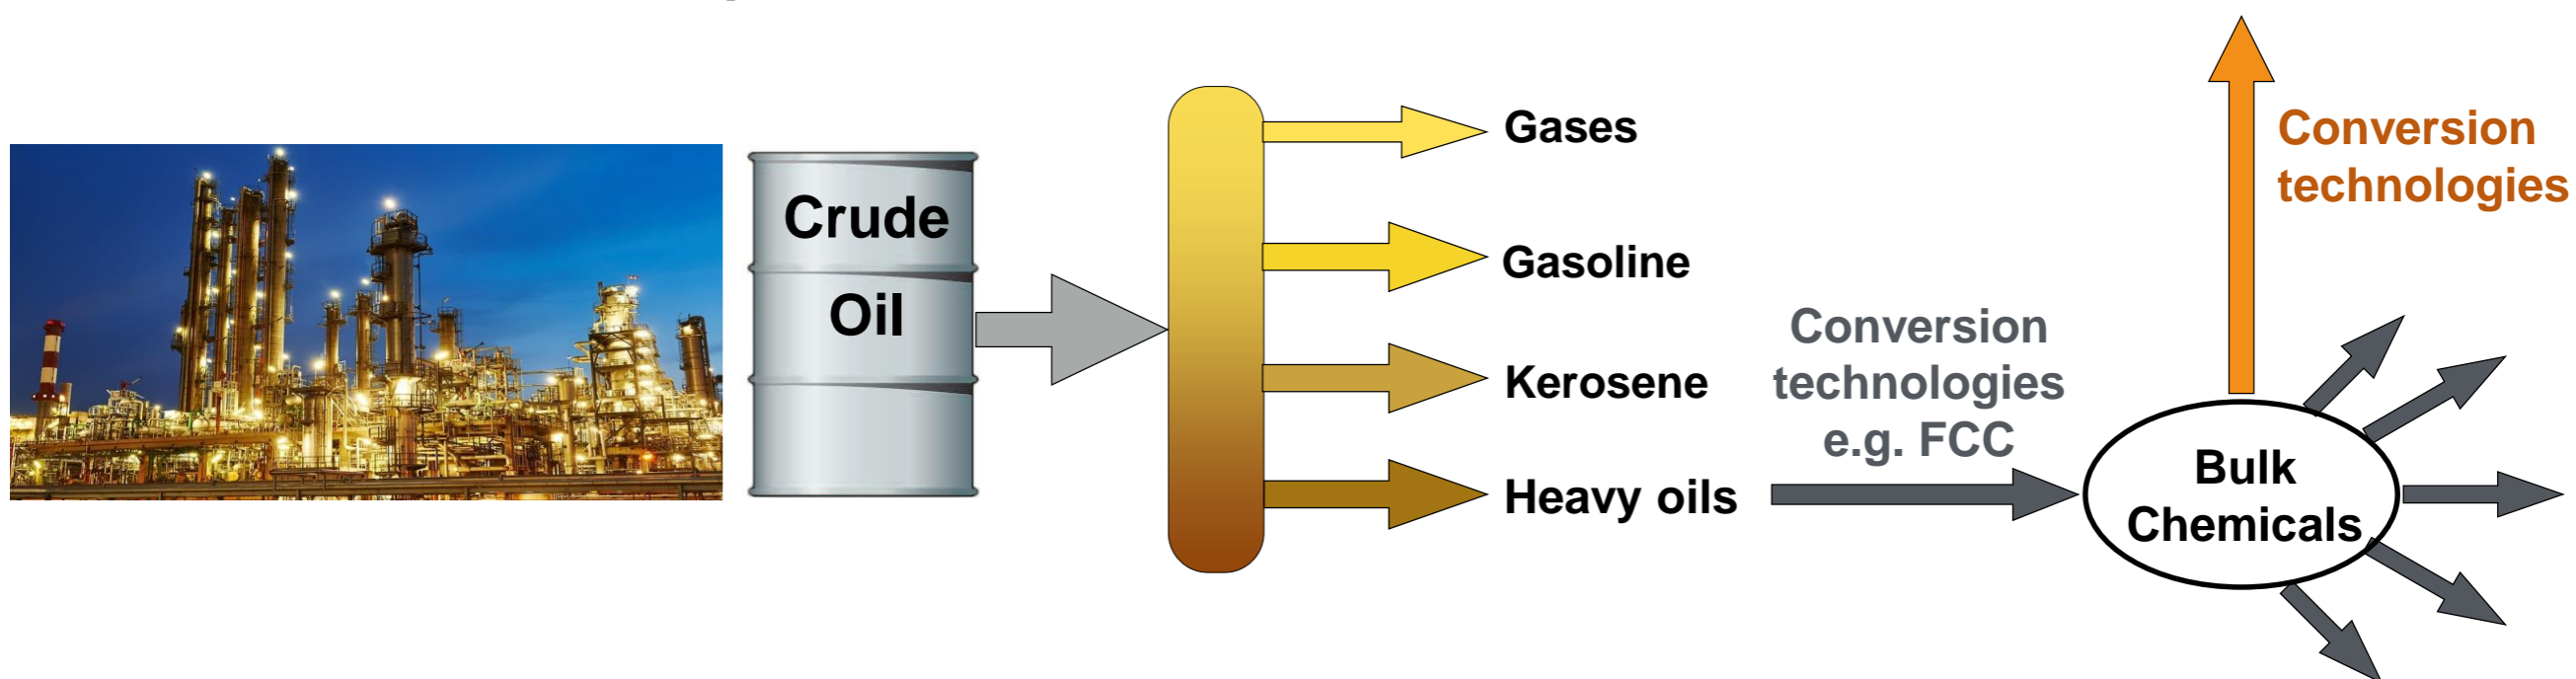 Crude
Oil
Gases
Gasoline
Kerosene
Heavy oils
Conversion
technologies
e.g. FCC
Bulk
Chemicals
Conversion
technologies